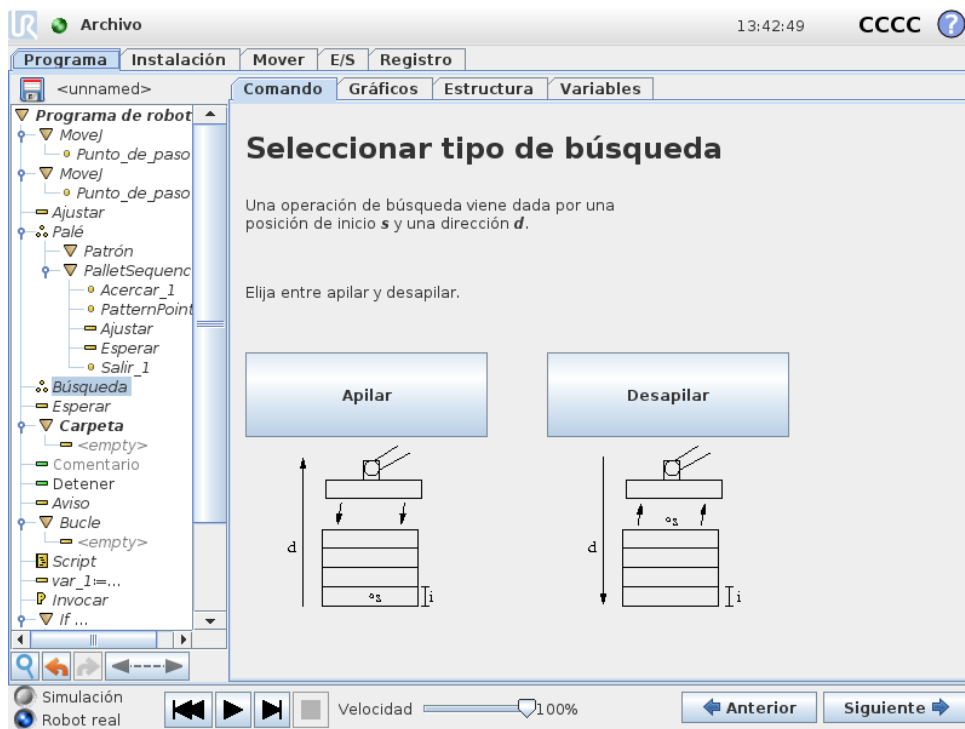 UR Archivo 13:42:49 CCCC ?
Programa Instalación Mover E/S Registro
<unnamed>
Comando Gráficos Estructura Variables
Programa de robot
MoveJ
Punto_de_paso
MoveJ
Punto_de_paso
Ajustar
Palé
Patrón
PalletSequenc
Acercar_1
PatternPoint
Ajustar
Esperar
Salir_1
Búsqueda
Esperar
Carpeta
<empty>
Comentario
Detener
Aviso
Bucle
<empty>
Script
var_1:=...
Invocar
If ...
Seleccionar tipo de búsqueda
Una operación de búsqueda viene dada por una
posición de inicio s y una dirección d.
Elija entre apilar y desapilar.
Apilar Desapilar
d s i
d s i
Simulación
Robot real
Velocidad 100%
Anterior Siguiente